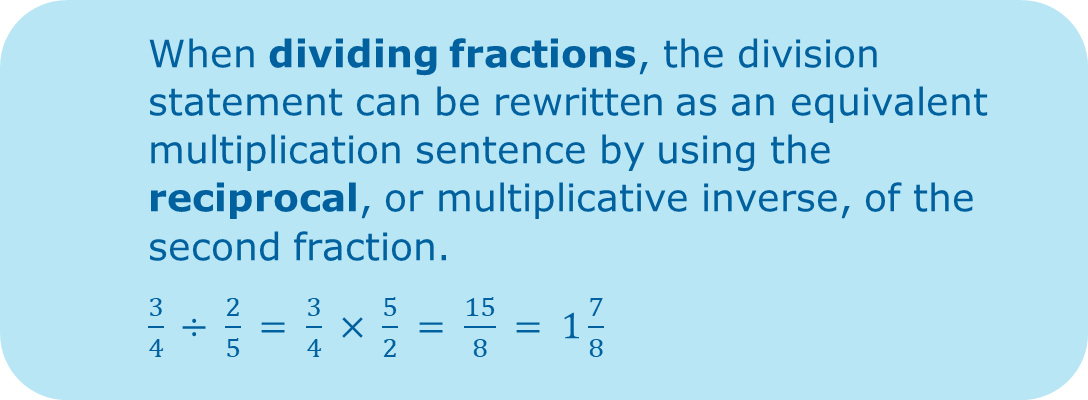 When dividing fractions, the division
statement can be rewritten as an equivalent
multiplication sentence by using the
reciprocal, or multiplicative inverse, of the
second fraction.
3/4 ÷ 2/5 = 3/4 × 5/2 = 15/8 = 1 7/8